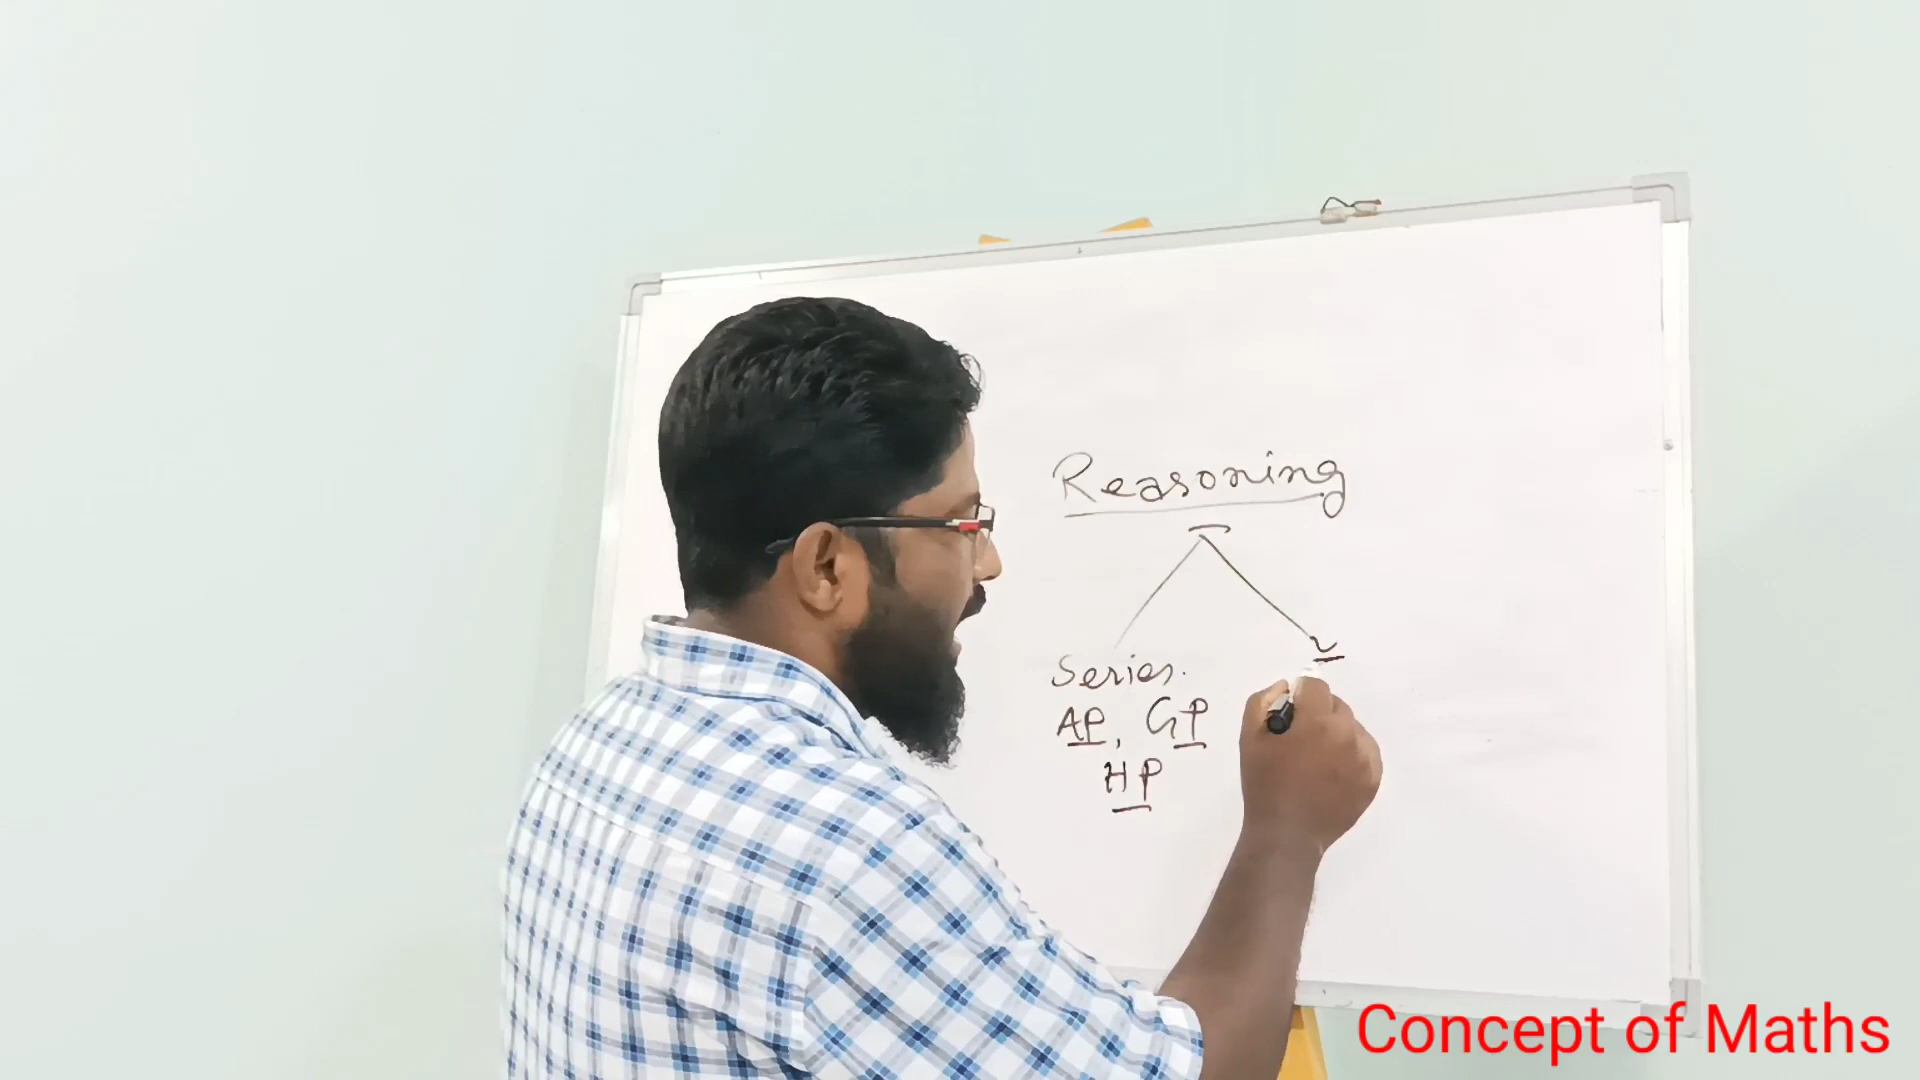 Reasoning
Series.
AP, GP
HP
Concept of Maths